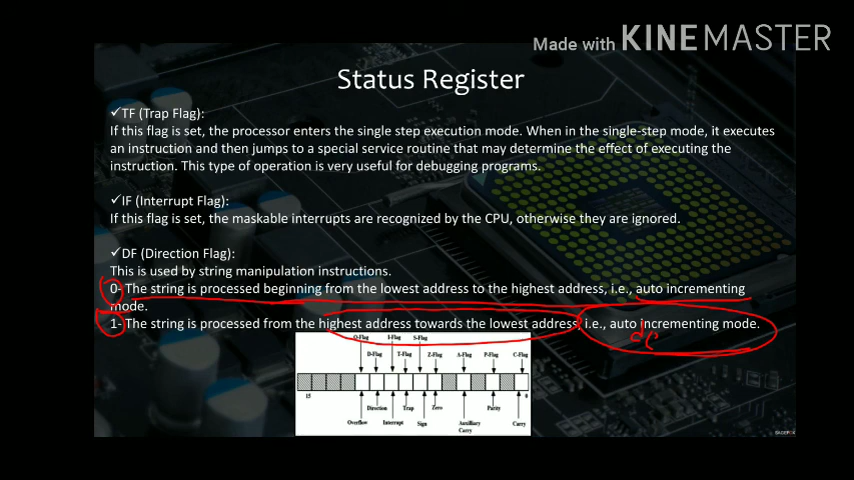 Made with KINEMASTER
Status Register
✓TF (Trap Flag):
If this flag is set, the processor enters the single step execution mode. When in the single-step mode, it executes
an instruction and then jumps to a special service routine that may determine the effect of executing the
instruction. This type of operation is very useful for debugging programs.
✓IF (Interrupt Flag):
If this flag is set, the maskable interrupts are recognized by the CPU, otherwise they are ignored.
✓DF (Direction Flag):
This is used by string manipulation instructions.
0- The string is processed beginning from the lowest address to the highest address, i.e., auto incrementing
mode.
1- The string is processed from the highest address towards the lowest address, i.e., auto incrementing mode.
de
O-Flag I-Flag S-Flag
D-Flag T-Flag Z-Flag A-Flag P-Flag C-Flag
15 0
Direction Trap Zero Parity
Overflow Interrupt Sign Auxiliary Carry
Carry